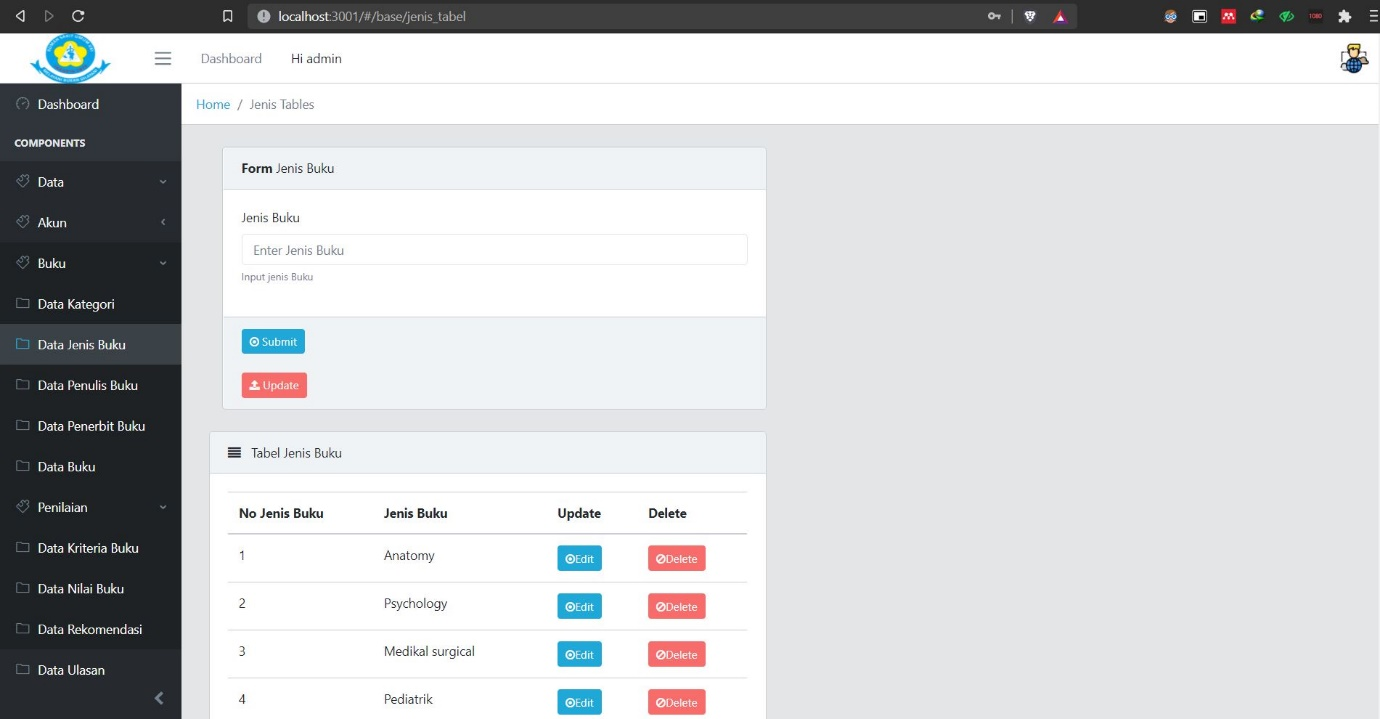 localhost:3001/#/base/jenis_tabel
1080
Dashboard Hi admin
Dashboard
COMPONENTS
Data
Akun
Buku
Data Kategori
Data Jenis Buku
Data Penulis Buku
Data Penerbit Buku
Data Buku
Penilaian
Data Kriteria Buku
Data Nilai Buku
Data Rekomendasi
Data Ulasan
Home / Jenis Tables
Form Jenis Buku
Jenis Buku
Enter Jenis Buku
Input jenis Buku
Submit
Update
Tabel Jenis Buku
No Jenis Buku Jenis Buku Update Delete
1 Anatomy Edit Delete
2 Psychology Edit Delete
3 Medikal surgical Edit Delete
4 Pediatrik Edit Delete